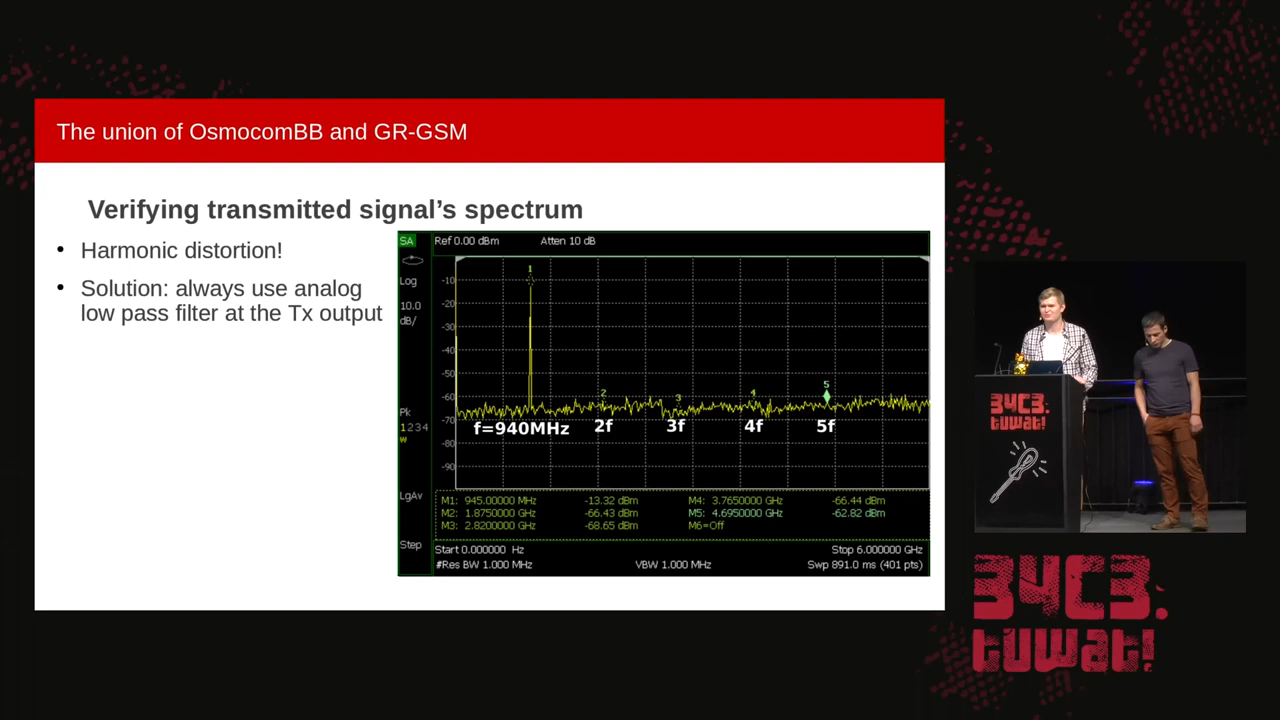 The union of OsmocomBB and GR-GSM
Verifying transmitted signal's spectrum
• Harmonic distortion!
• Solution: always use analog
low pass filter at the Tx output
SA
Ref 0.00 dBm Atten 10 dB
Log
10.0
dB/
Pk
1234
w
LgAv
Step
-10
-20
-30
-40
-50
-60
-70
-80
-90
1
2
3
4
5
f=940MHz 2f 3f 4f 5f
M1: 945.00000 MHz -13.32 dBm M4: 3.7650000 GHz -66.44 dBm
M2: 1.8750000 GHz -66.43 dBm M5: 4.6950000 GHz -62.82 dBm
M3: 2.8200000 GHz -68.65 dBm M6=Off
Start 0.000000 Hz Stop 6.000000 GHz
#Res BW 1.000 MHz VBW 1.000 MHz Swp 891.0 ms (401 pts)
34C3.
tuwat!
34C3.
tuwat!